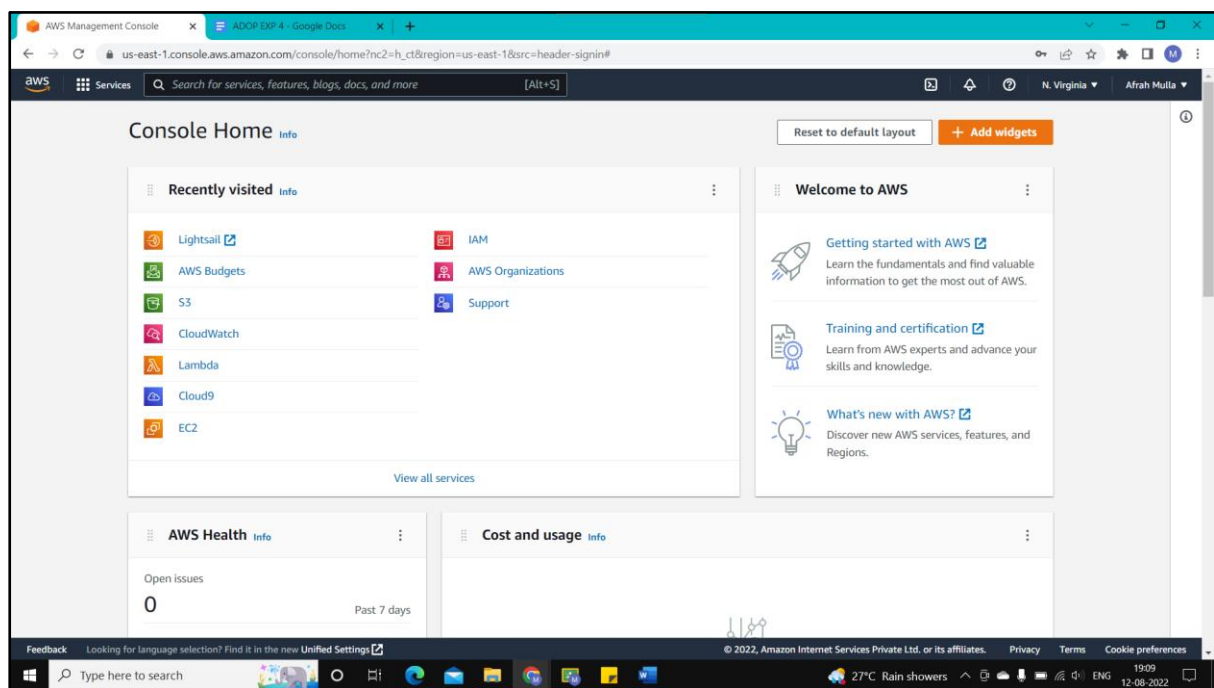 AWS Management Console
ADOP EXP 4 - Google Docs
us-east-1.console.aws.amazon.com/console/home?nc2=h_ct&region=us-east-1&src=header-signin#
M
aws
Services
Search for services, features, blogs, docs, and more
[Alt+S]
N. Virginia
Afrah Mulla
Console Home Info
Reset to default layout
+ Add widgets
Recently visited Info
Lightsail
AWS Budgets
S3
CloudWatch
Lambda
Cloud9
EC2
IAM
AWS Organizations
Support
View all services
Welcome to AWS
Getting started with AWS
Learn the fundamentals and find valuable
information to get the most out of AWS.
Training and certification
Learn from AWS experts and advance your
skills and knowledge.
What's new with AWS?
Discover new AWS services, features, and
Regions.
AWS Health Info
Open issues
0
Past 7 days
Cost and usage Info
Feedback
Looking for language selection? Find it in the new Unified Settings
© 2022, Amazon Internet Services Private Ltd. or its affiliates.
Privacy
Terms
Cookie preferences
Type here to search
27°C Rain showers
ENG
19:09
12-08-2022